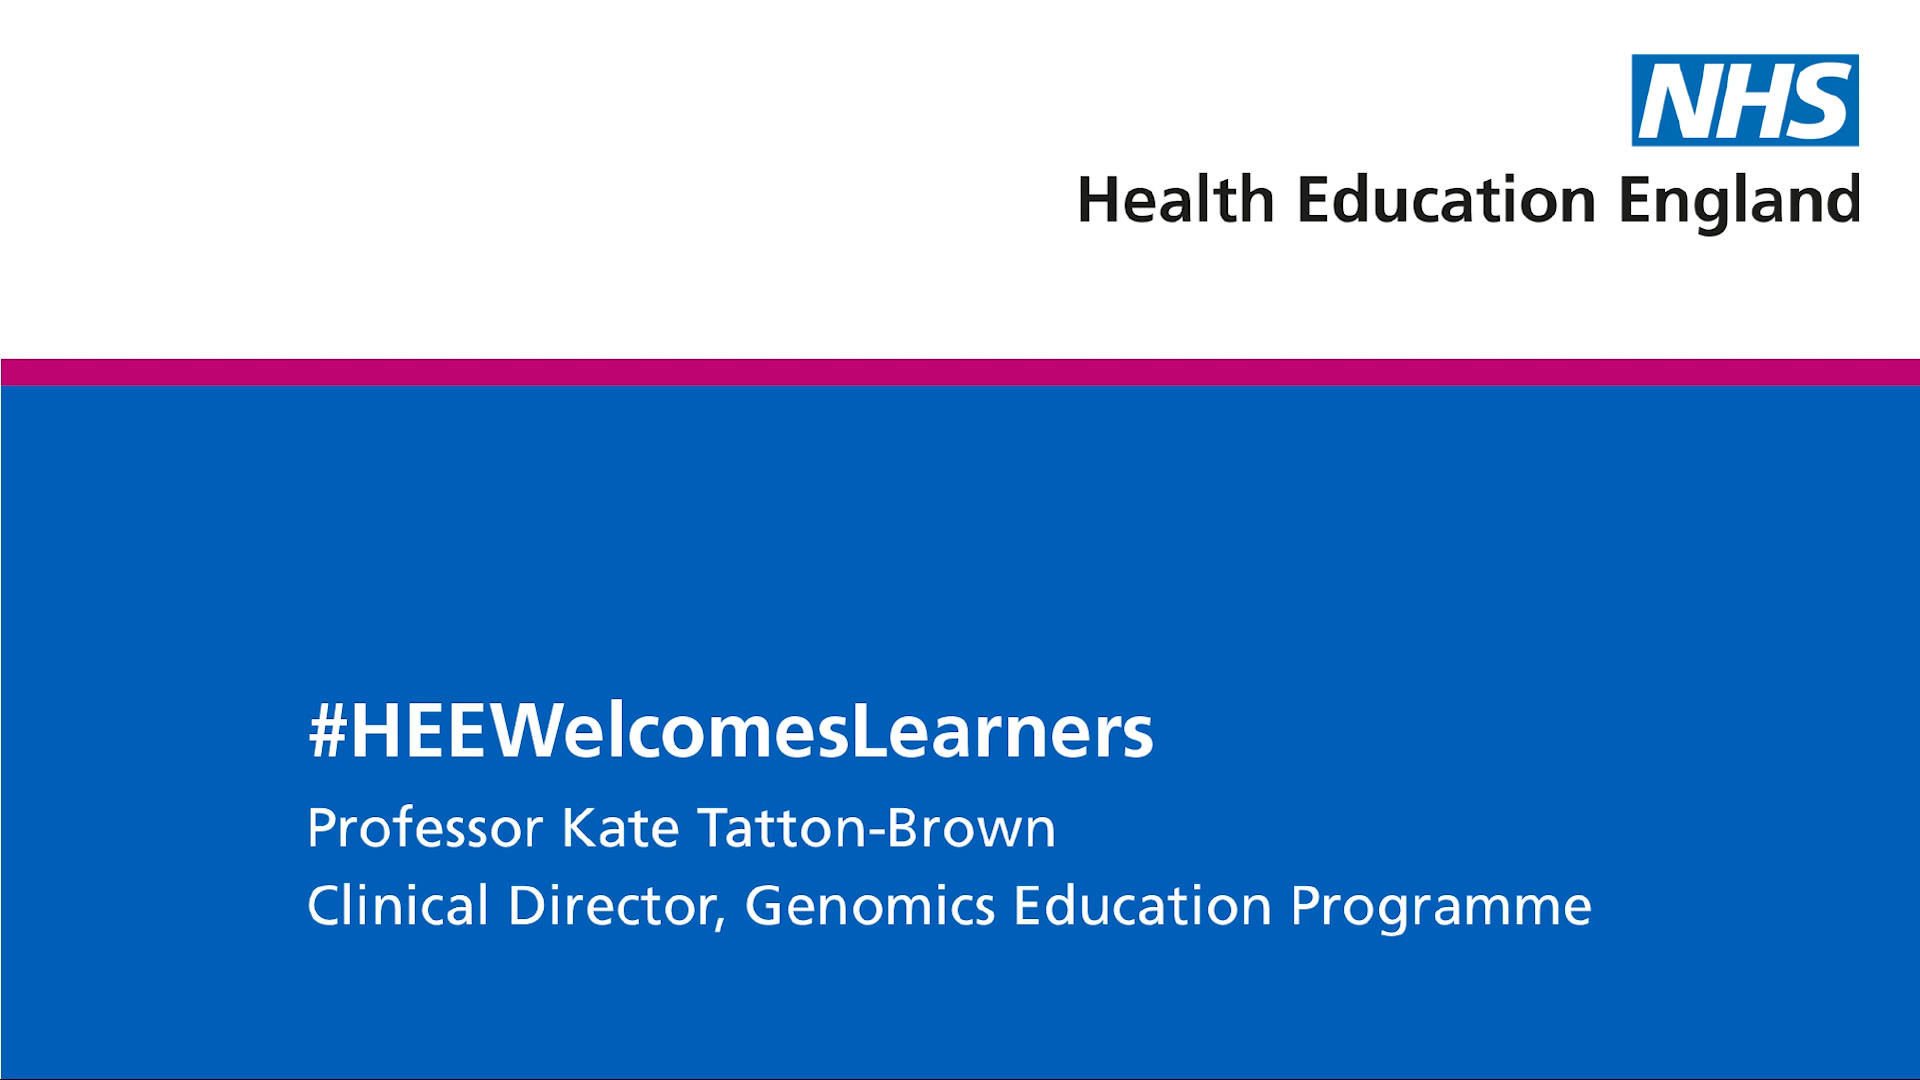 NHS
Health Education England
#HEEWelcomesLearners
Professor Kate Tatton-Brown
Clinical Director, Genomics Education Programme